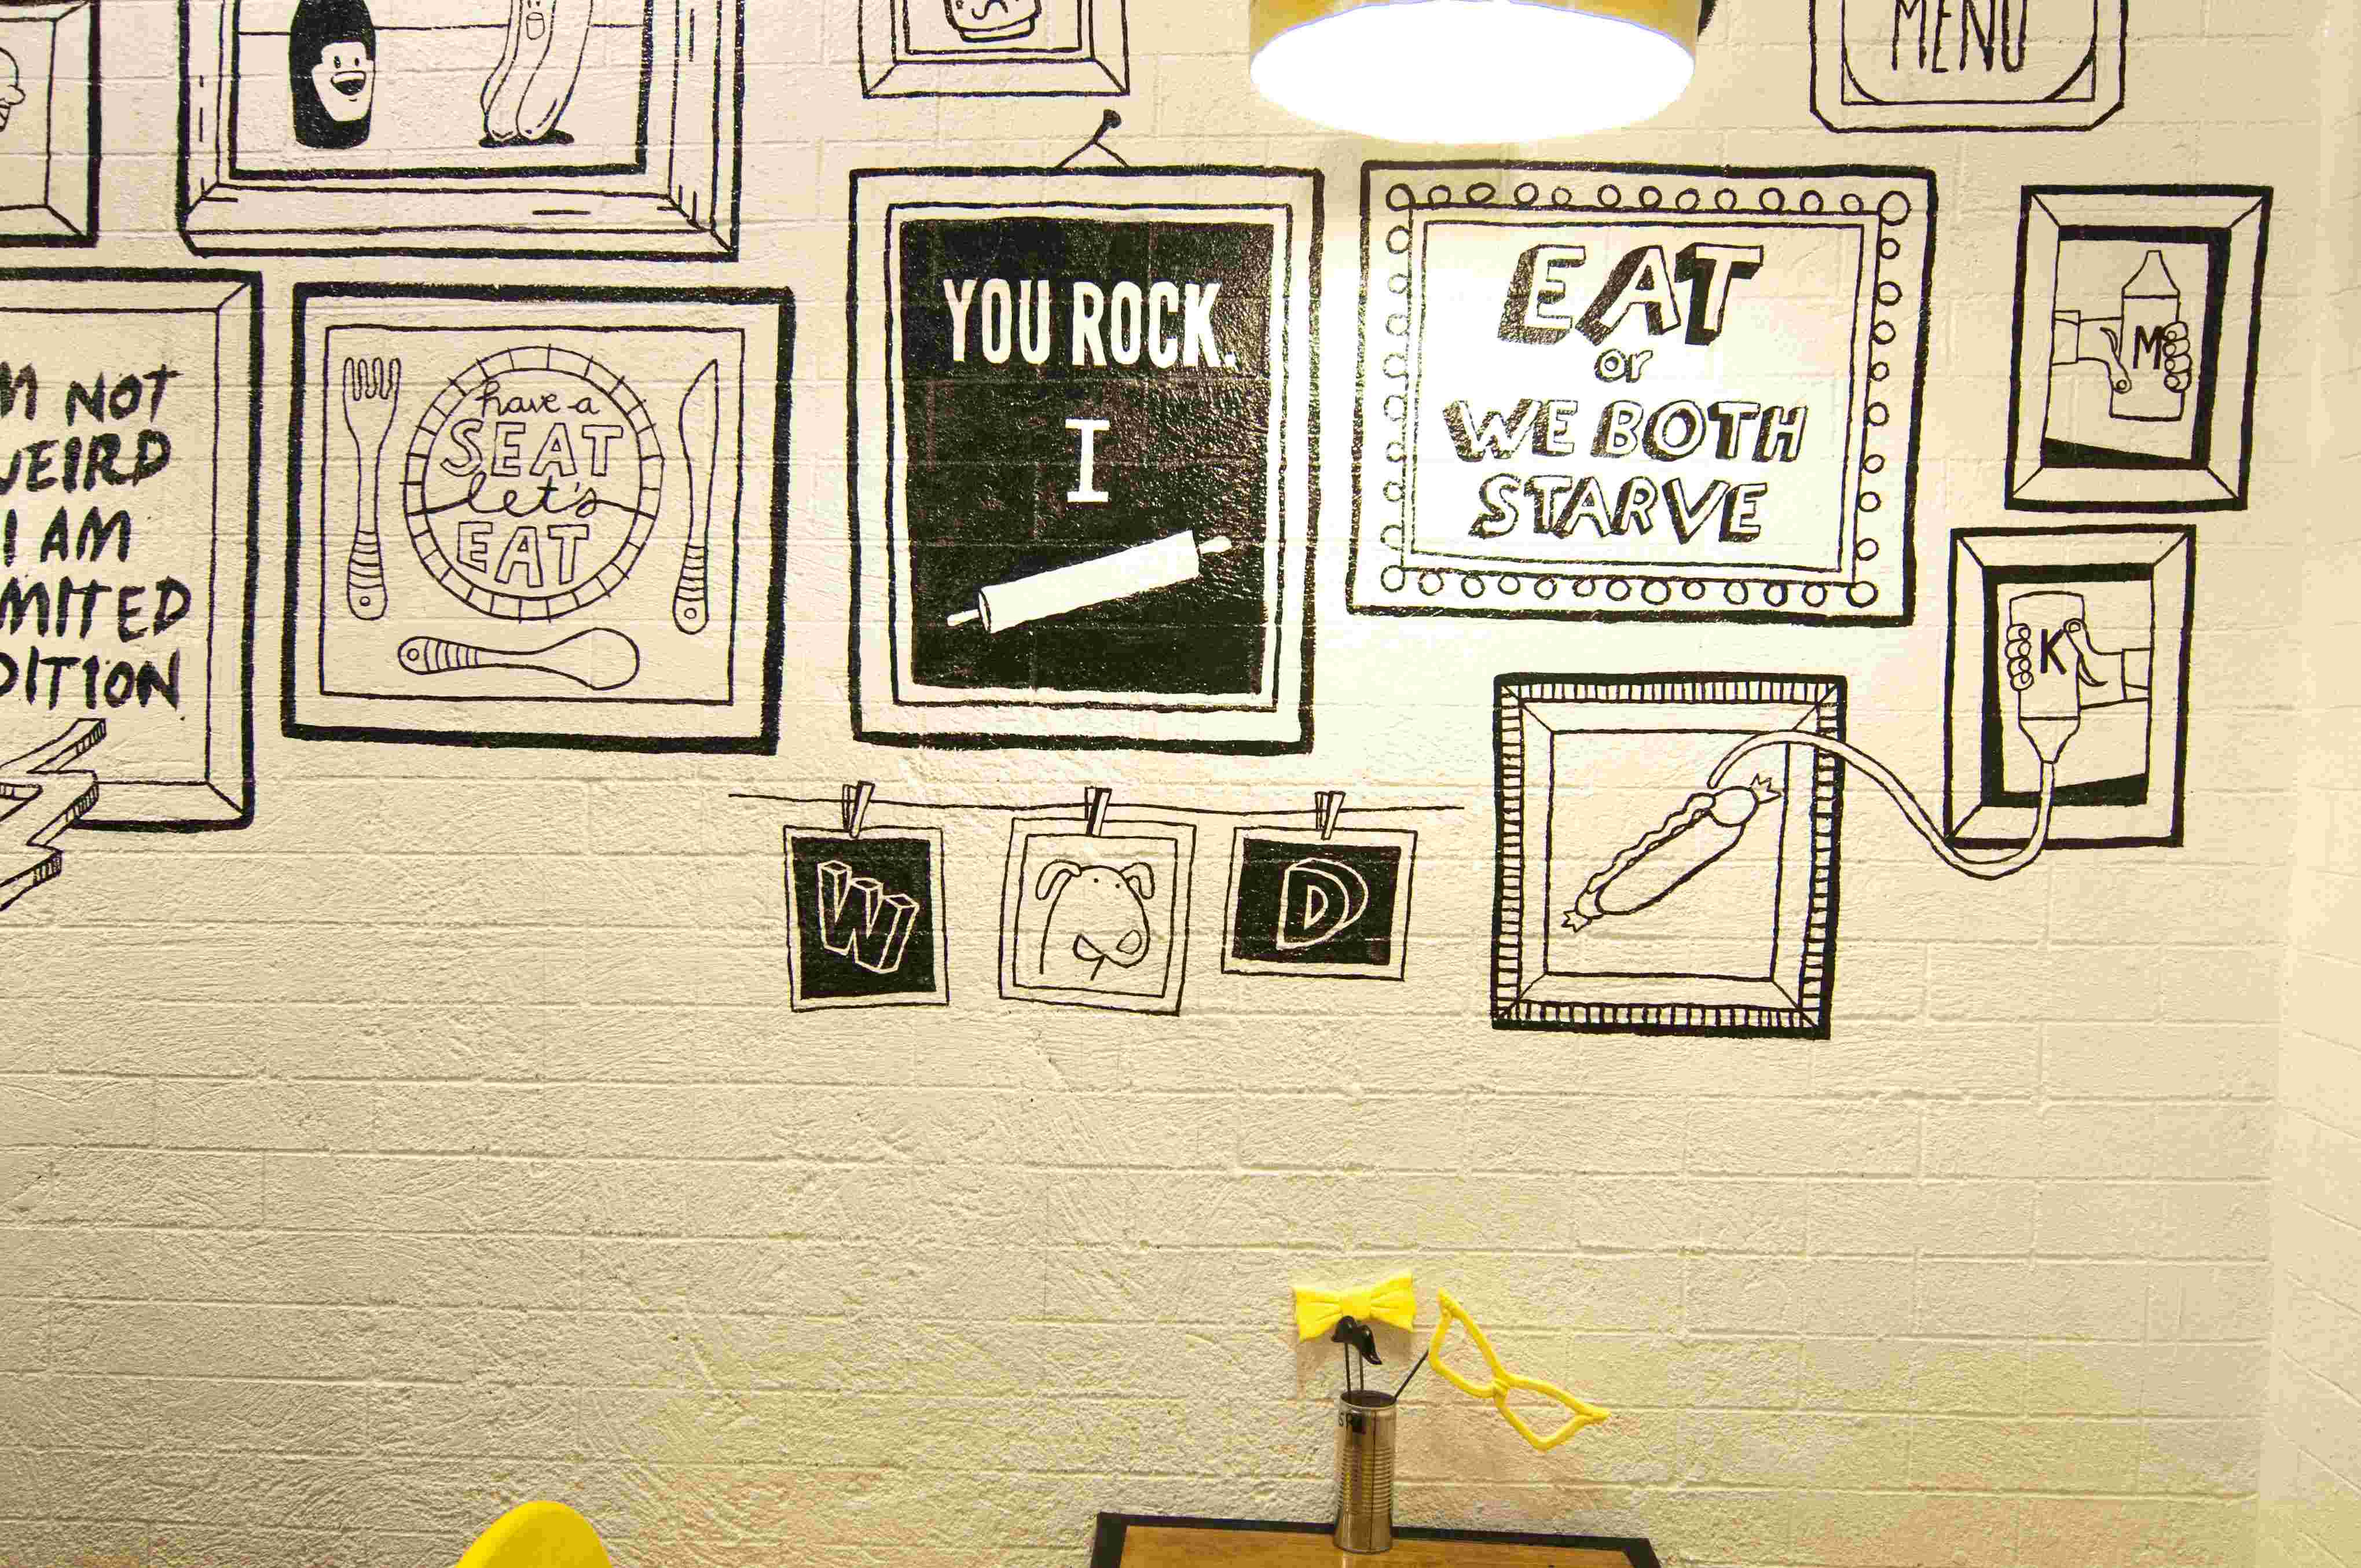 MENU
M NOT
WEIRD
I AM
MITED
DITION
have a
SEAT
let's
EAT
YOU ROCK.
I
EAT
or
WE BOTH
STARVE
M
K
W
D